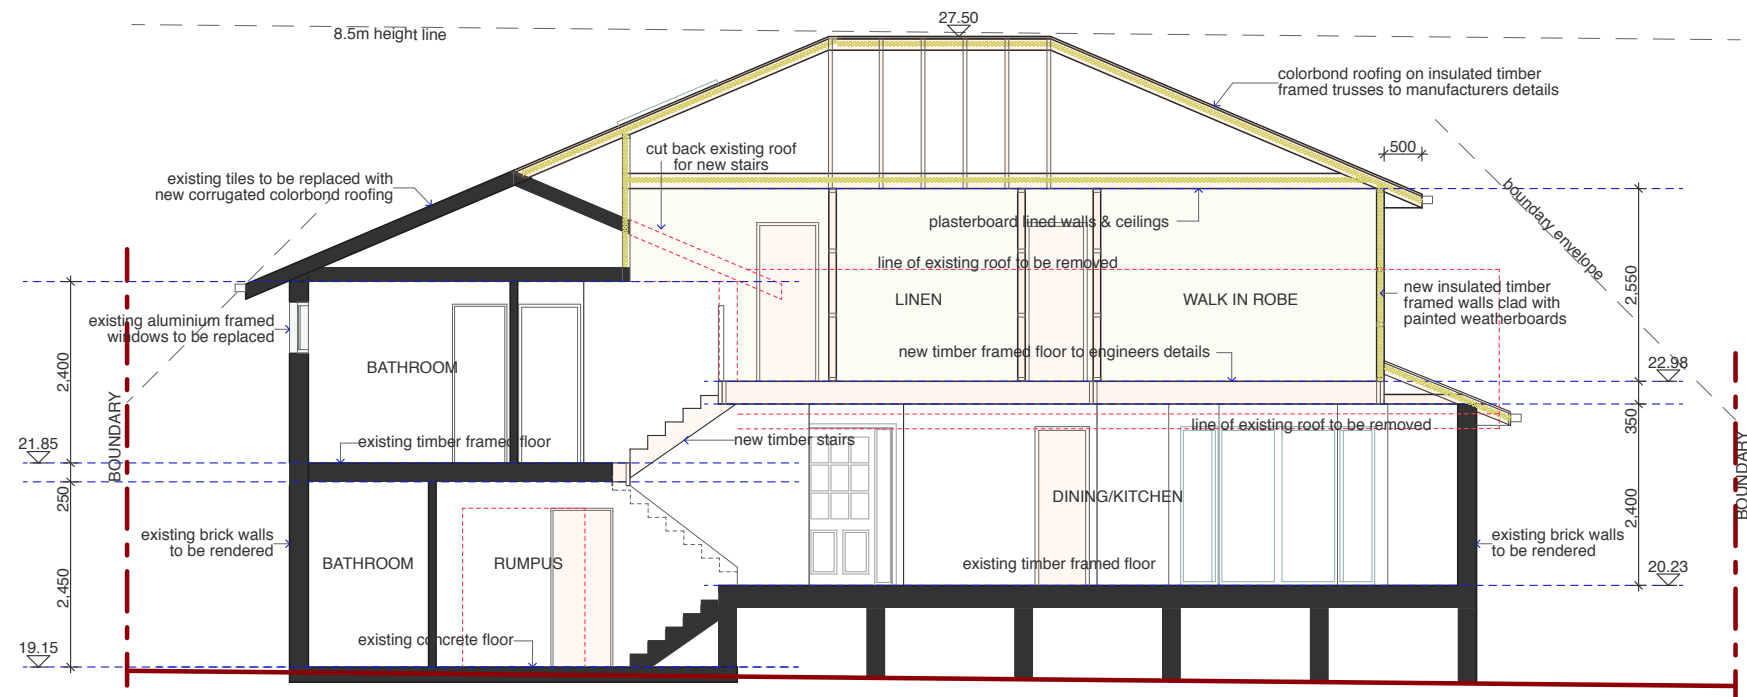 27.50
8.5m height line
colorbond roofing on insulated timber
framed trusses to manufacturers details
500
cut back existing roof
for new stairs
existing tiles to be replaced with
new corrugated colorbond roofing
boundary envelope
plasterboard lined walls & ceilings
line of existing roof to be removed
LINEN
WALK IN ROBE
new insulated timber
framed walls clad with
painted weatherboards
2,550
existing aluminium framed
windows to be replaced
2,400
BATHROOM
new timber framed floor to engineers details
22.98
BOUNDARY
350
line of existing roof to be removed
21.85
existing timber framed floor
new timber stairs
BOUNDARY
250
DINING/KITCHEN
2,400
existing brick walls
to be rendered
existing brick walls
to be rendered
BATHROOM
RUMPUS
existing timber framed floor
20.23
2,450
existing concrete floor
19.15